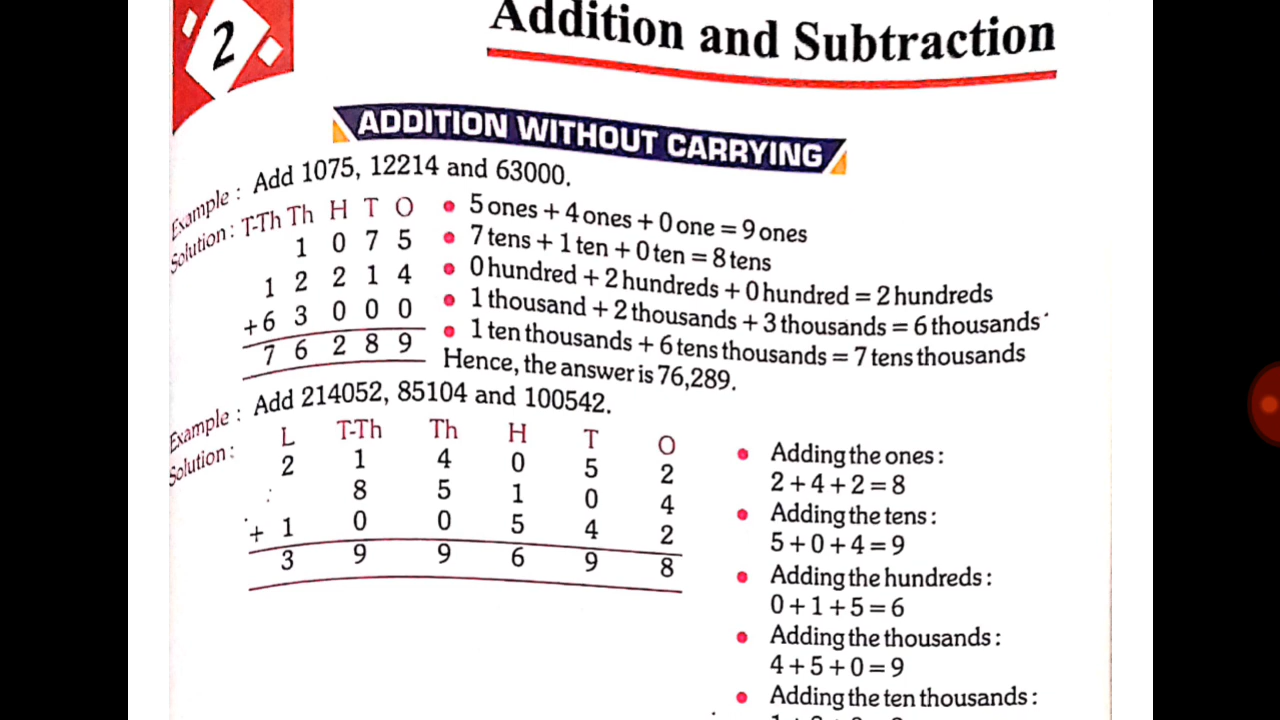 2
Addition and Subtraction
ADDITION WITHOUT CARRYING
Example : Add 1075, 12214 and 63000.
Solution : T-Th Th H T O
1 0 7 5
1 2 2 1 4
+6 3 0 0 0
7 6 2 8 9
• 5 ones + 4 ones + 0 one = 9 ones
• 7 tens + 1 ten + 0 ten = 8 tens
• 0 hundred + 2 hundreds + 0 hundred = 2 hundreds
• 1 thousand + 2 thousands + 3 thousands = 6 thousands
• 1 ten thousands + 6 tens thousands = 7 tens thousands
Hence, the answer is 76,289.
Example : Add 214052, 85104 and 100542.
Solution : L T-Th Th H T O
2 1 4 0 5 2
8 5 1 0 4
+ 1 0 0 5 4 2
3 9 9 6 9 8
• Adding the ones :
2 + 4 + 2 = 8
• Adding the tens :
5 + 0 + 4 = 9
• Adding the hundreds :
0 + 1 + 5 = 6
• Adding the thousands :
4 + 5 + 0 = 9
• Adding the ten thousands :